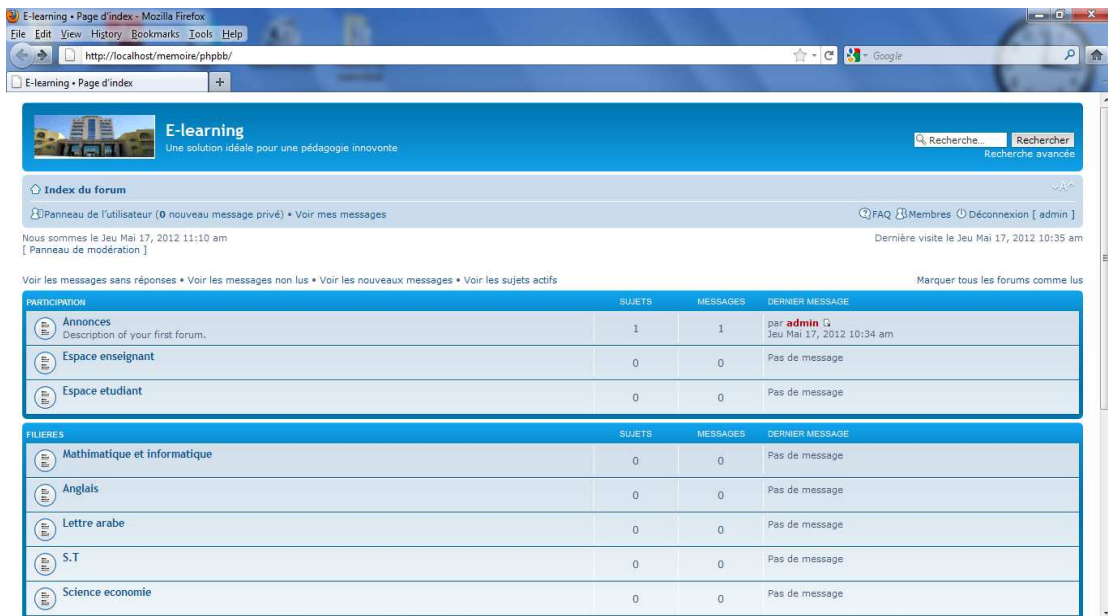 E-learning • Page d'index - Mozilla Firefox
File Edit View History Bookmarks Tools Help
http://localhost/memoire/phpbb/
Google
E-learning • Page d'index
E-learning
Une solution idéale pour une pédagogie innovonte
Recherche... Rechercher
Recherche avancée
Index du forum
Panneau de l'utilisateur (0 nouveau message privé) • Voir mes messages
FAQ Membres Déconnexion [ admin ]
Nous sommes le Jeu Mai 17, 2012 11:10 am
Dernière visite le Jeu Mai 17, 2012 10:35 am
[ Panneau de modération ]
Voir les messages sans réponses • Voir les messages non lus • Voir les nouveaux messages • Voir les sujets actifs
Marquer tous les forums comme lus
PARTICIPATION SUJETS MESSAGES DERNIER MESSAGE
Annonces
Description of your first forum.
1 1
par admin
Jeu Mai 17, 2012 10:34 am
Espace enseignant 0 0 Pas de message
Espace etudiant 0 0 Pas de message
FILIERES SUJETS MESSAGES DERNIER MESSAGE
Mathimatique et informatique 0 0 Pas de message
Anglais 0 0 Pas de message
Lettre arabe 0 0 Pas de message
S.T 0 0 Pas de message
Science economie 0 0 Pas de message